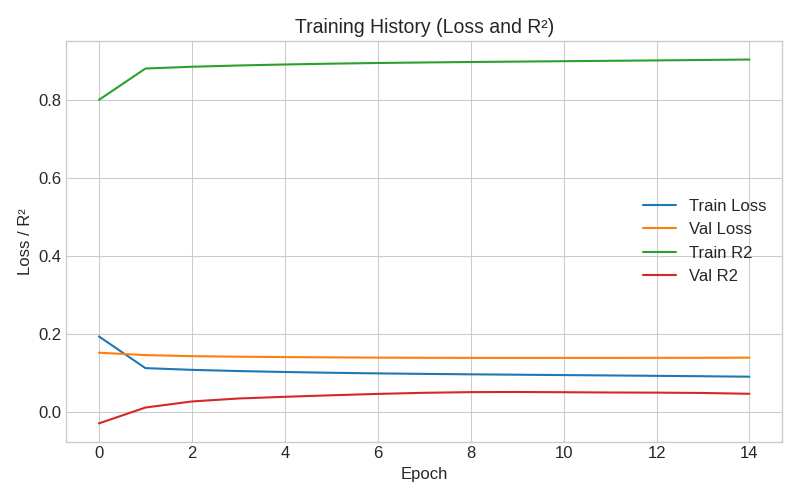 Training History (Loss and R²)
Loss / R²
0.8
0.6
0.4
0.2
0.0
Train Loss
Val Loss
Train R2
Val R2
0 2 4 6 8 10 12 14
Epoch